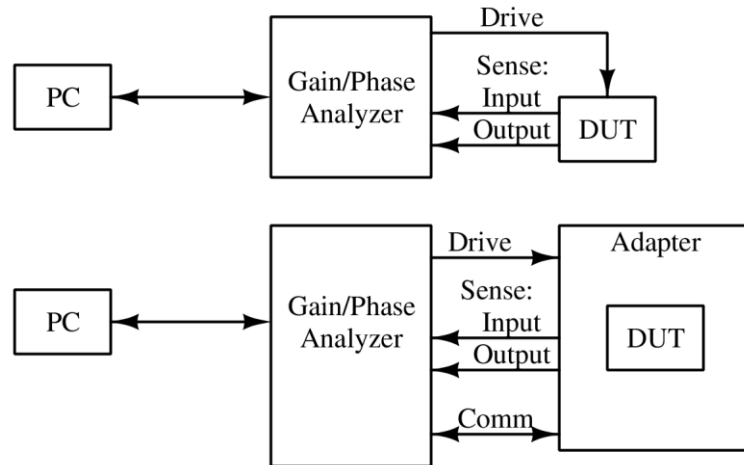 Drive
PC
Gain/Phase
Analyzer
Sense:
Input
Output
DUT
Drive
Adapter
PC
Gain/Phase
Analyzer
Sense:
Input
Output
DUT
Comm